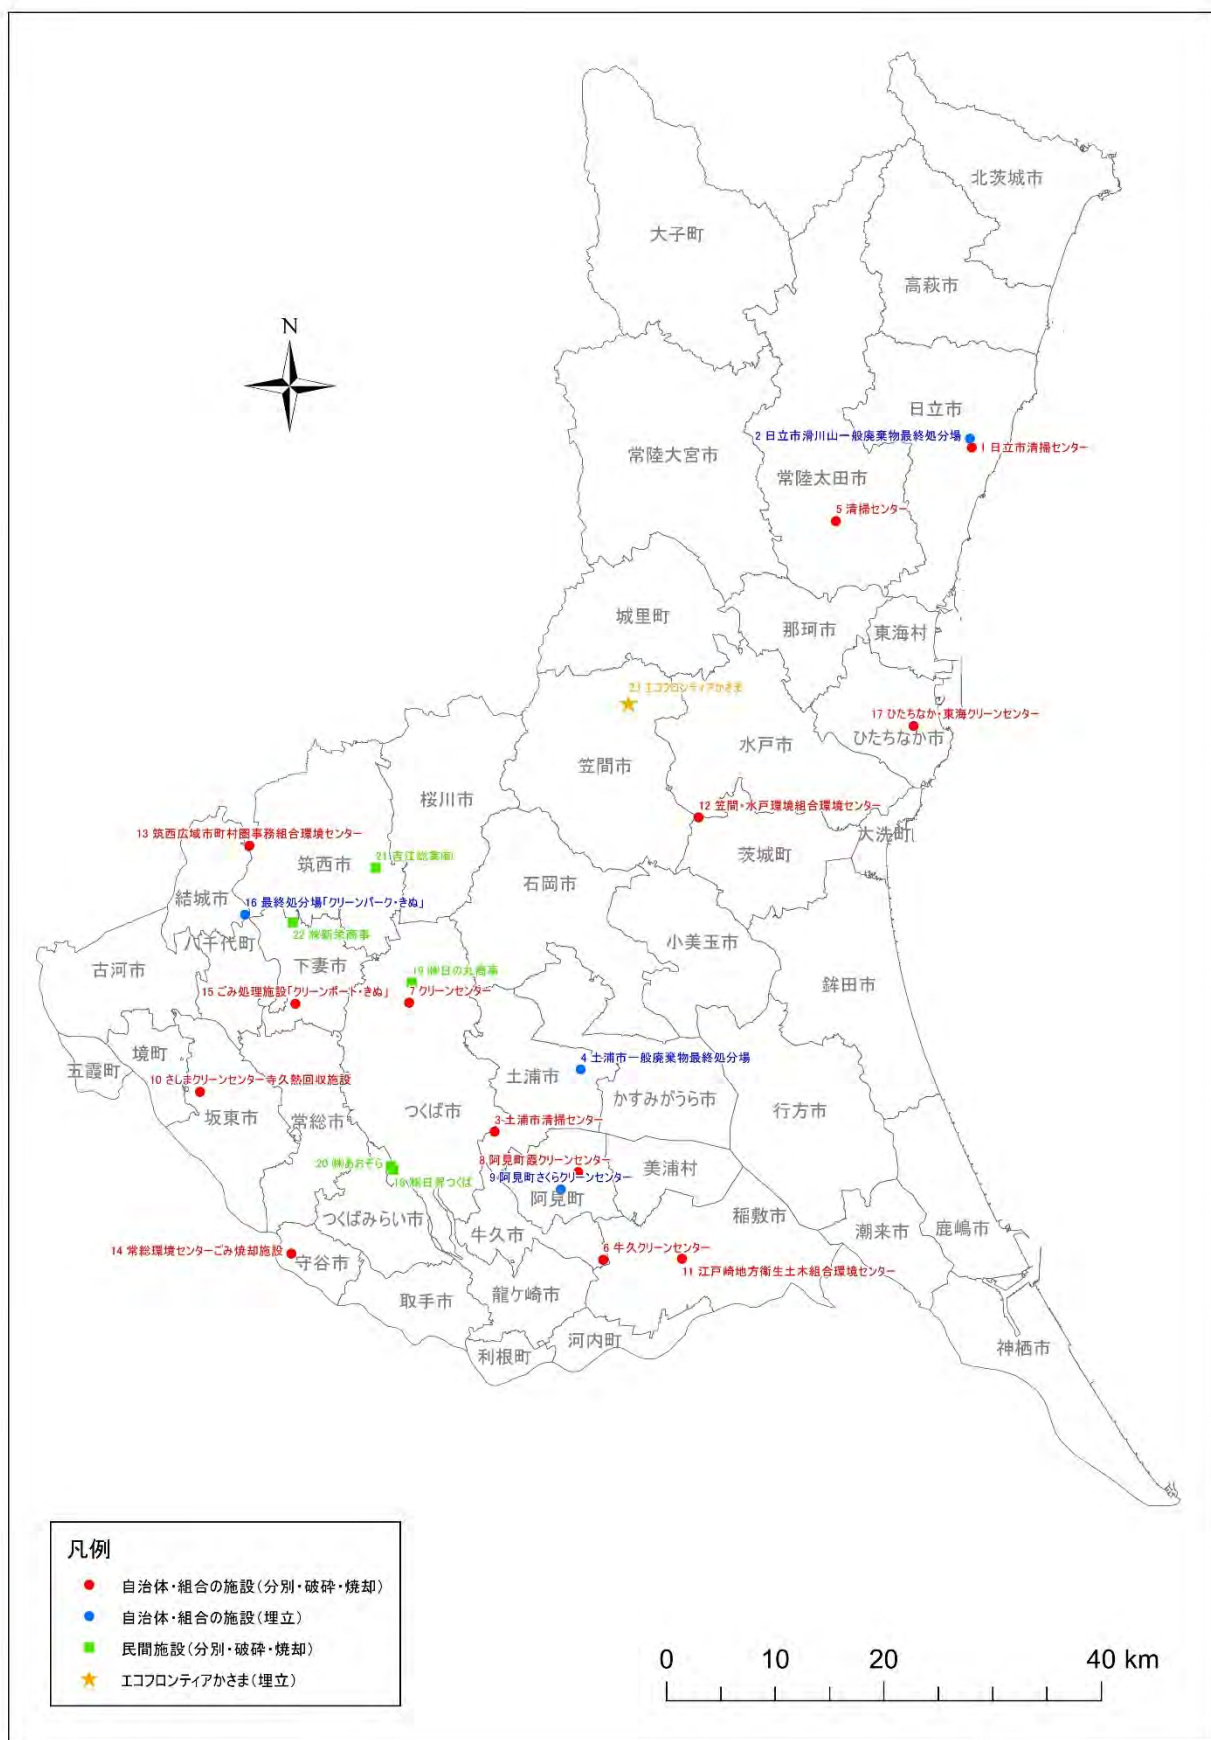 N
北茨城市
大子町
高萩市
日立市
2 日立市滑川山一般廃棄物最終処分場
1 日立市清掃センター
常陸大宮市
常陸太田市
5 清掃センター
城里町
那珂市
東海村
23 エコフロンティアかさま
17 ひたちなか・東海クリーンセンター
ひたちなか市
水戸市
笠間市
桜川市
12 笠間・水戸環境組合環境センター
13 筑西広域市町村圏事務組合環境センター
大洗町
茨城町
21 吉江総業㈲
筑西市
石岡市
結城市
16 最終処分場「クリーンパーク・きぬ」
22 ㈱新栄商事
八千代町
小美玉市
下妻市
古河市
19 ㈱日の丸商事
鉾田市
15 ごみ処理施設「クリーンポート・きぬ」
7 クリーンセンター
境町
五霞町
4 土浦市一般廃棄物最終処分場
土浦市
10 さしまクリーンセンター寺久熱回収施設
かすみがうら市
つくば市
行方市
坂東市
常総市
3 土浦市清掃センター
8 阿見町霞クリーンセンター
20 ㈱あおぞら
美浦村
9 阿見町さくらクリーンセンター
18 ㈱日昇つくば
阿見町
稲敷市
つくばみらい市
牛久市
潮来市
鹿嶋市
6 牛久クリーンセンター
14 常総環境センターごみ焼却施設
守谷市
11 江戸崎地方衛生土木組合環境センター
龍ケ崎市
取手市
河内町
神栖市
利根町
凡例
自治体・組合の施設(分別・破砕・焼却)
自治体・組合の施設(埋立)
民間施設(分別・破砕・焼却)
エコフロンティアかさま(埋立)
0 10 20 40 km